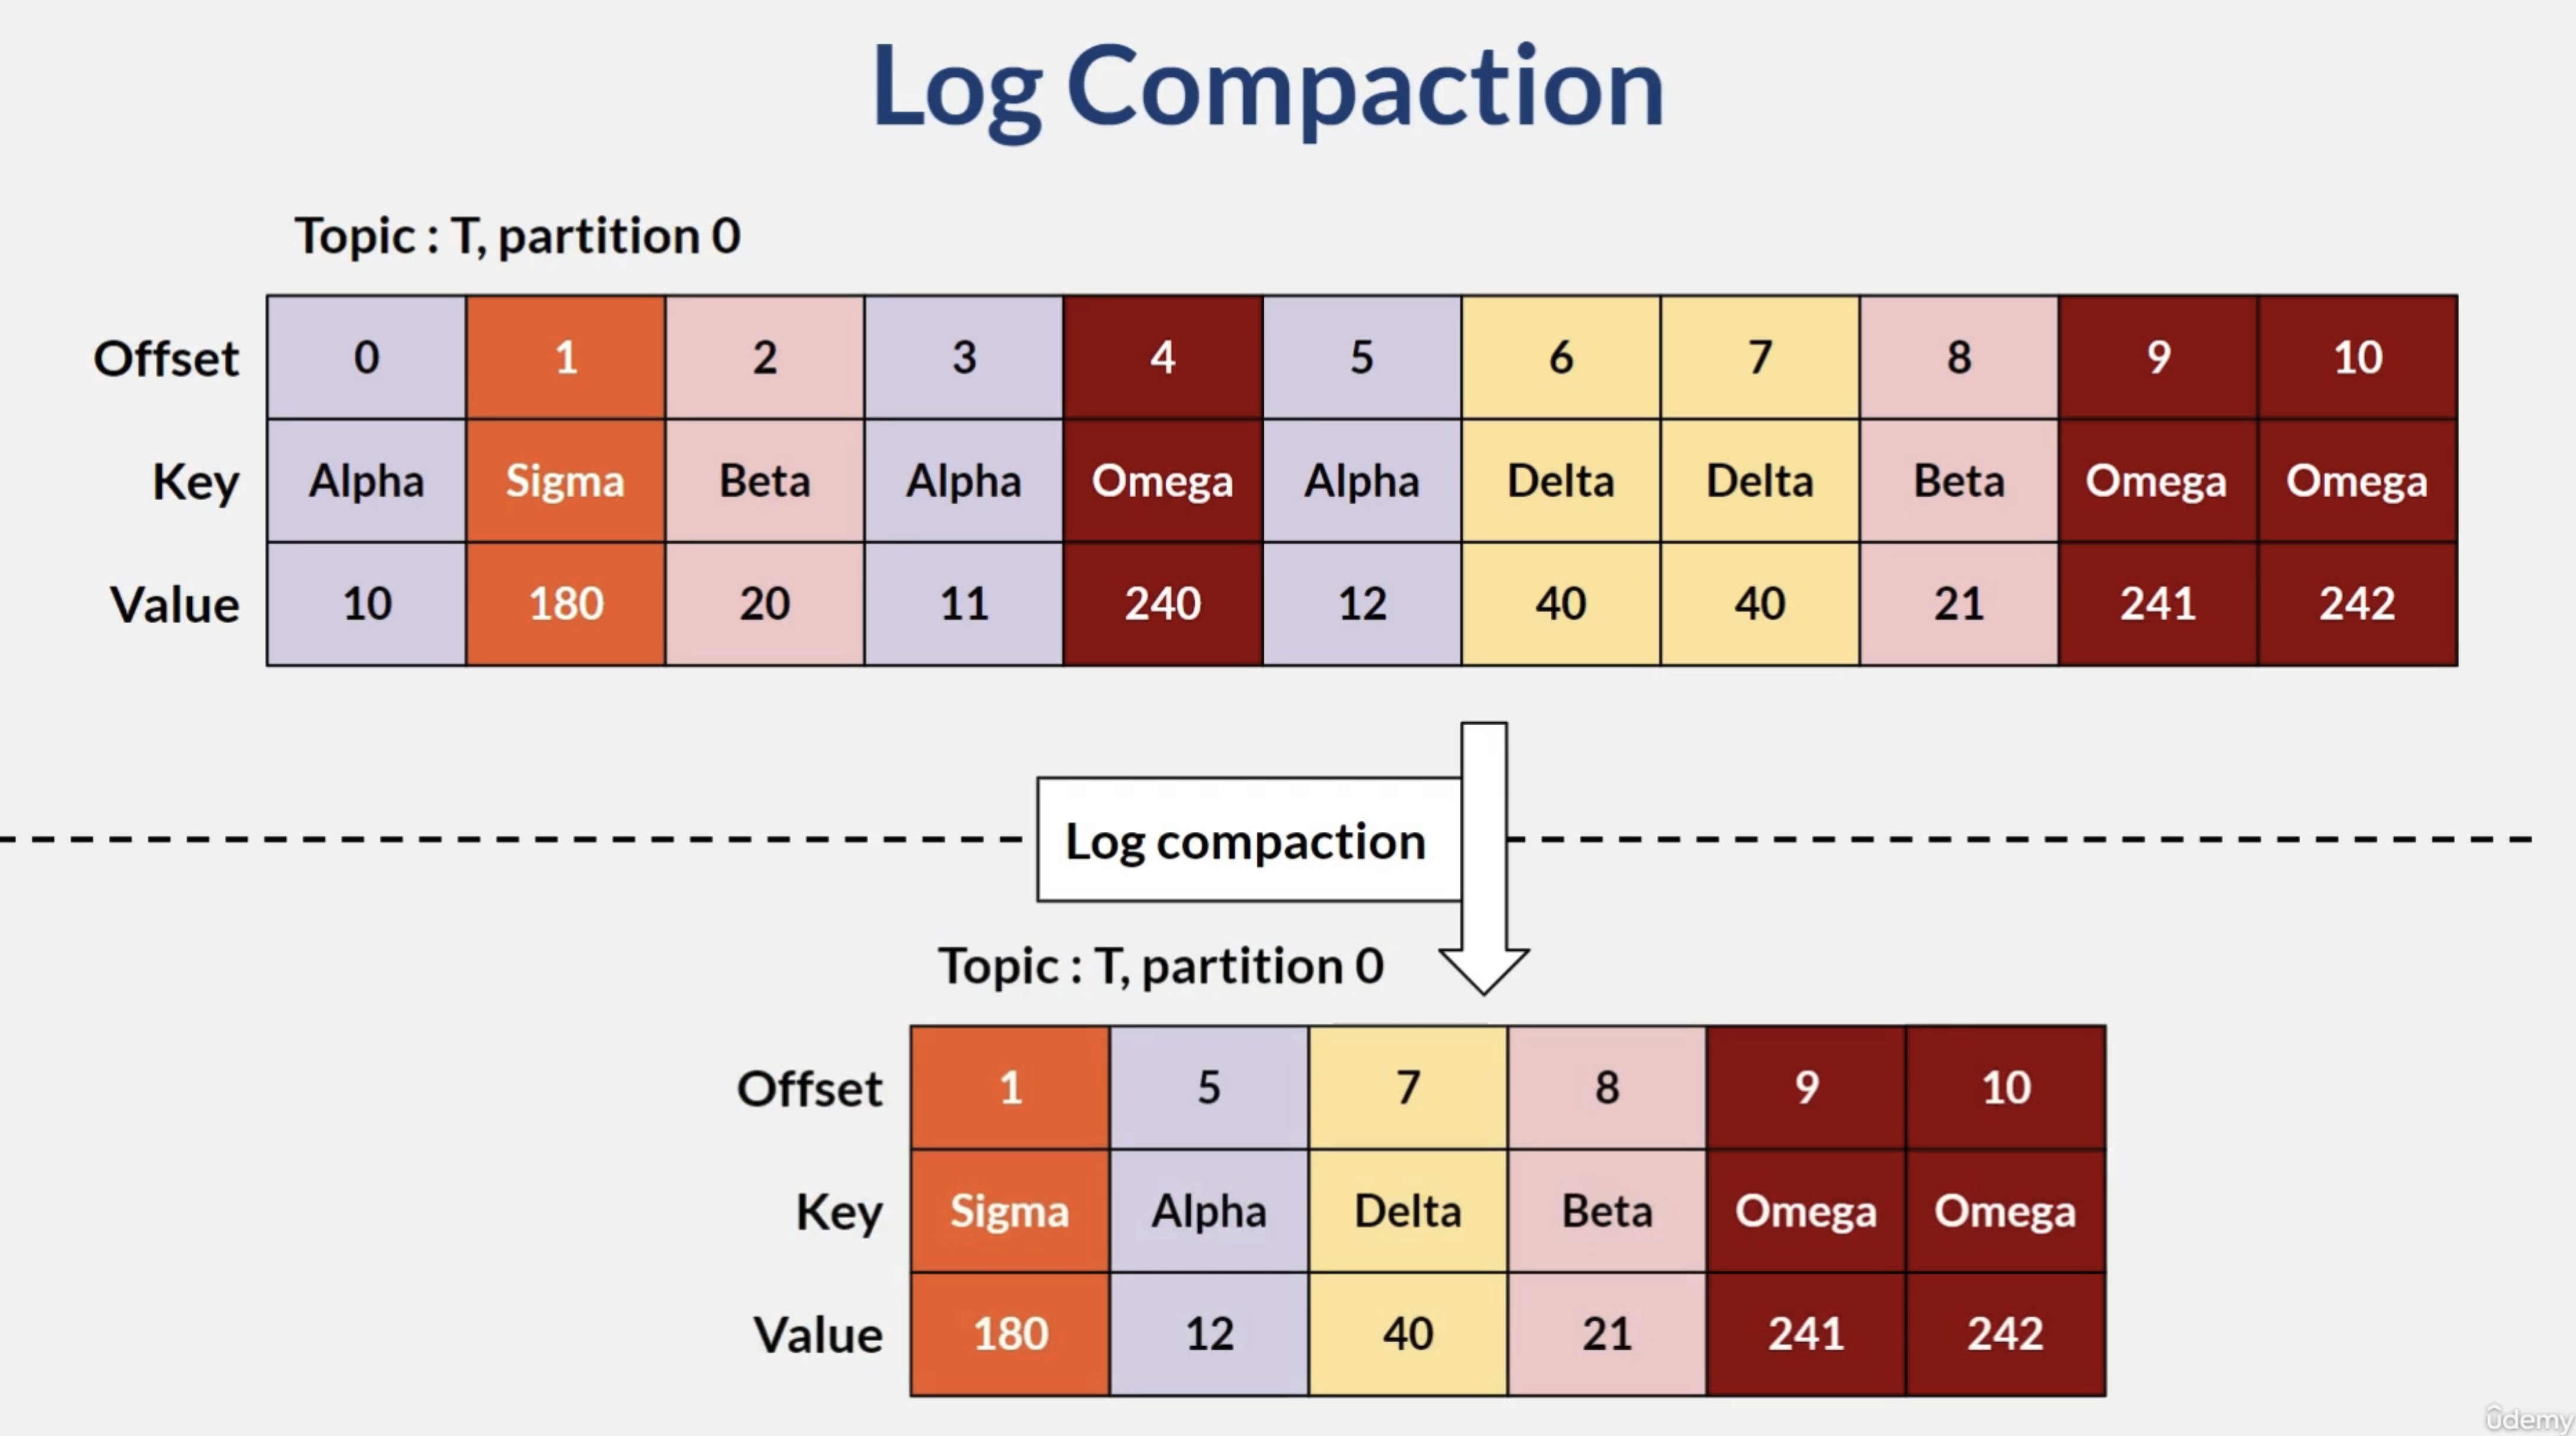 Log Compaction
Topic : T, partition 0
Offset 0 1 2 3 4 5 6 7 8 9 10
Key Alpha Sigma Beta Alpha Omega Alpha Delta Delta Beta Omega Omega
Value 10 180 20 11 240 12 40 40 21 241 242
Log compaction
Topic : T, partition 0
Offset 1 5 7 8 9 10
Key Sigma Alpha Delta Beta Omega Omega
Value 180 12 40 21 241 242
ûdemy